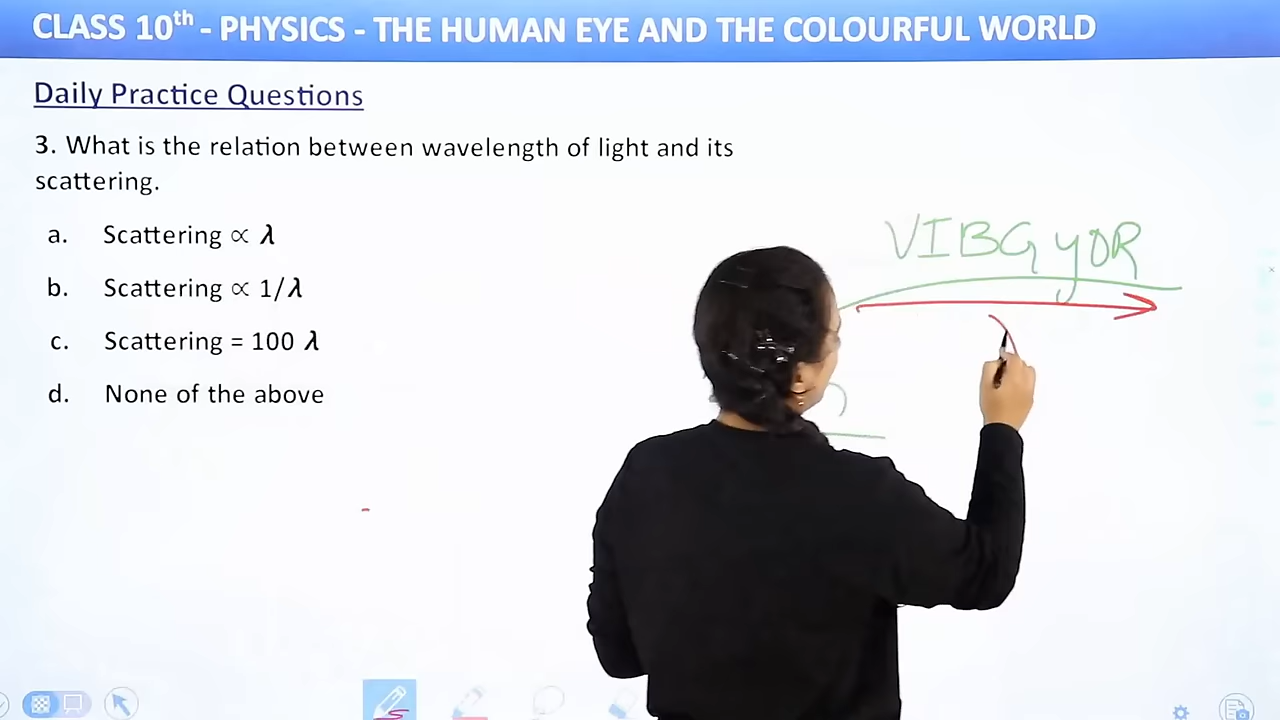 CLASS 10th - PHYSICS - THE HUMAN EYE AND THE COLOURFUL WORLD
Daily Practice Questions
3. What is the relation between wavelength of light and its
scattering.
a. Scattering ∝ λ
b. Scattering ∝ 1/λ
c. Scattering = 100 λ
d. None of the above
VIBGYOR